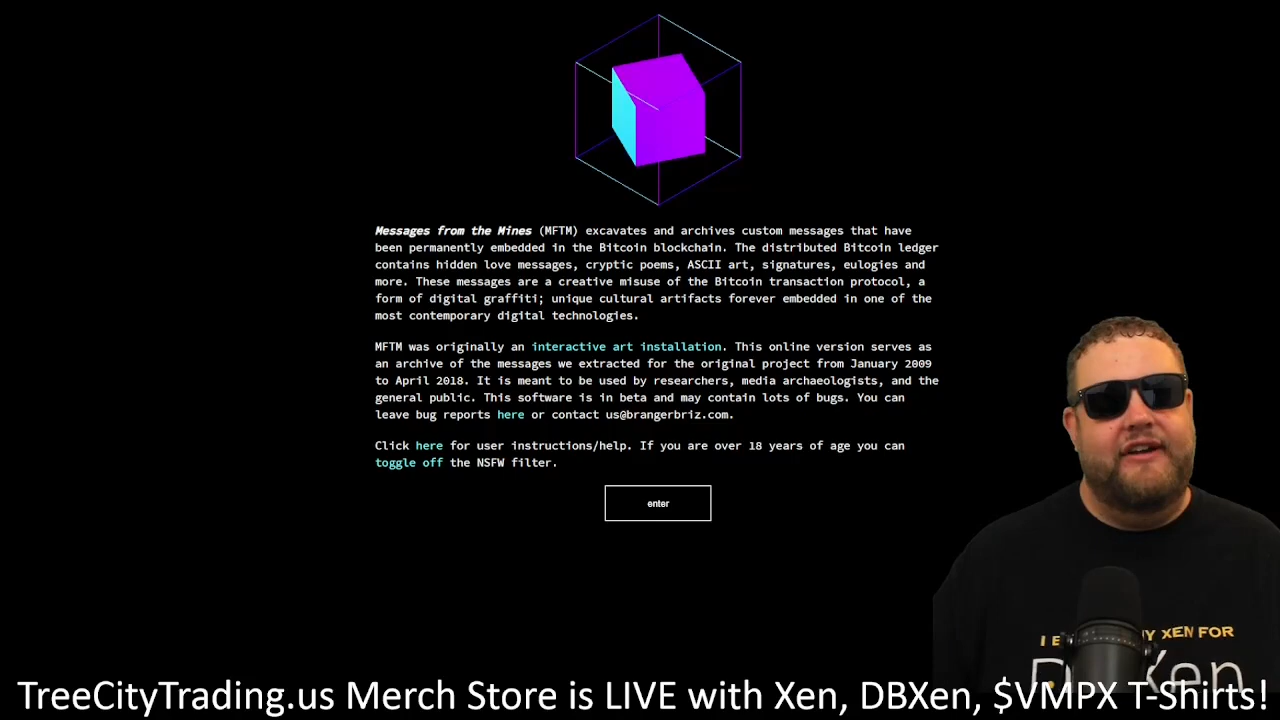 Messages from the Mines (MFTM) excavates and archives custom messages that have
been permanently embedded in the Bitcoin blockchain. The distributed Bitcoin ledger
contains hidden love messages, cryptic poems, ASCII art, signatures, eulogies and
more. These messages are a creative misuse of the Bitcoin transaction protocol, a
form of digital graffiti; unique cultural artifacts forever embedded in one of the
most contemporary digital technologies.
MFTM was originally an interactive art installation. This online version serves as
an archive of the messages we extracted for the original project from January 2009
to April 2018. It is meant to be used by researchers, media archaeologists, and the
general public. This software is in beta and may contain lots of bugs. You can
leave bug reports here or contact us@brangerbriz.com.
Click here for user instructions/help. If you are over 18 years of age you can
toggle off the NSFW filter.
enter
XEN FOR
TreeCityTrading.us Merch Store is LIVE with Xen, DBXen, $VMPX T-Shirts!